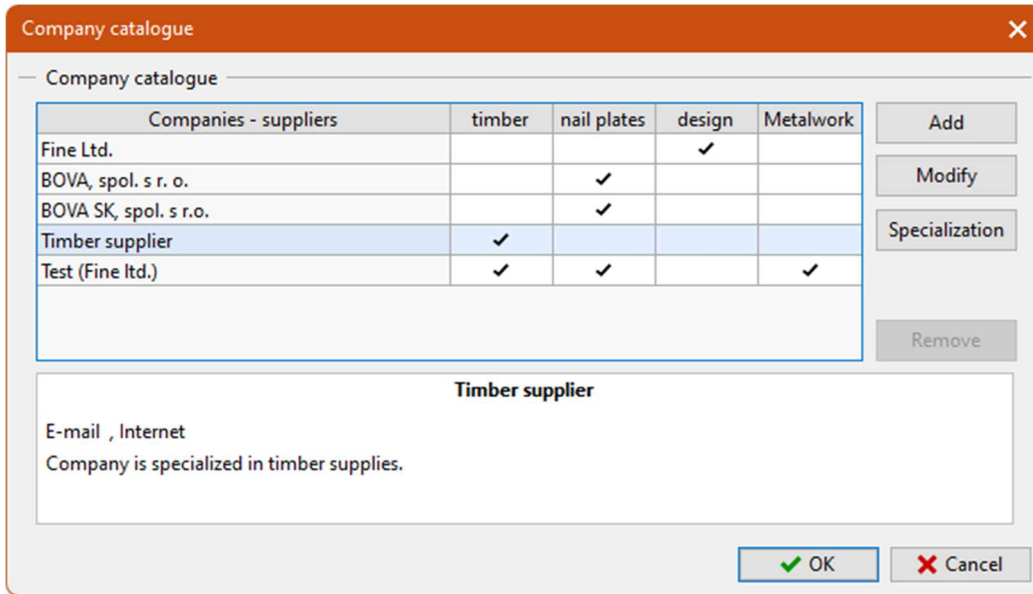 Company catalogue
Company catalogue
Companies - suppliers timber nail plates design Metalwork
Fine Ltd.
BOVA, spol. s r. o.
BOVA SK, spol. s r.o.
Timber supplier
Test (Fine ltd.)
Add
Modify
Specialization
Remove
Timber supplier
E-mail , Internet
Company is specialized in timber supplies.
OK Cancel